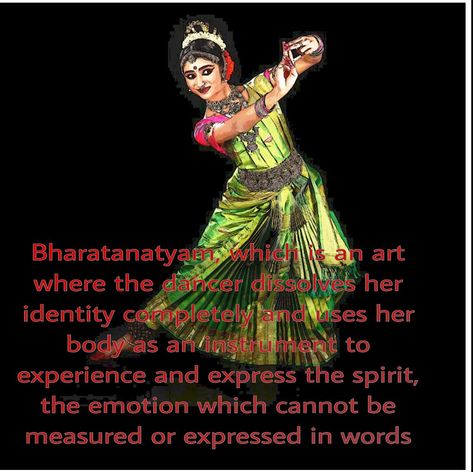 Bharatanatyam, which is an art
where the dancer dissolves her
identity completely and uses her
body as an instrument to
experience and express the spirit,
the emotion which cannot be
measured or expressed in words